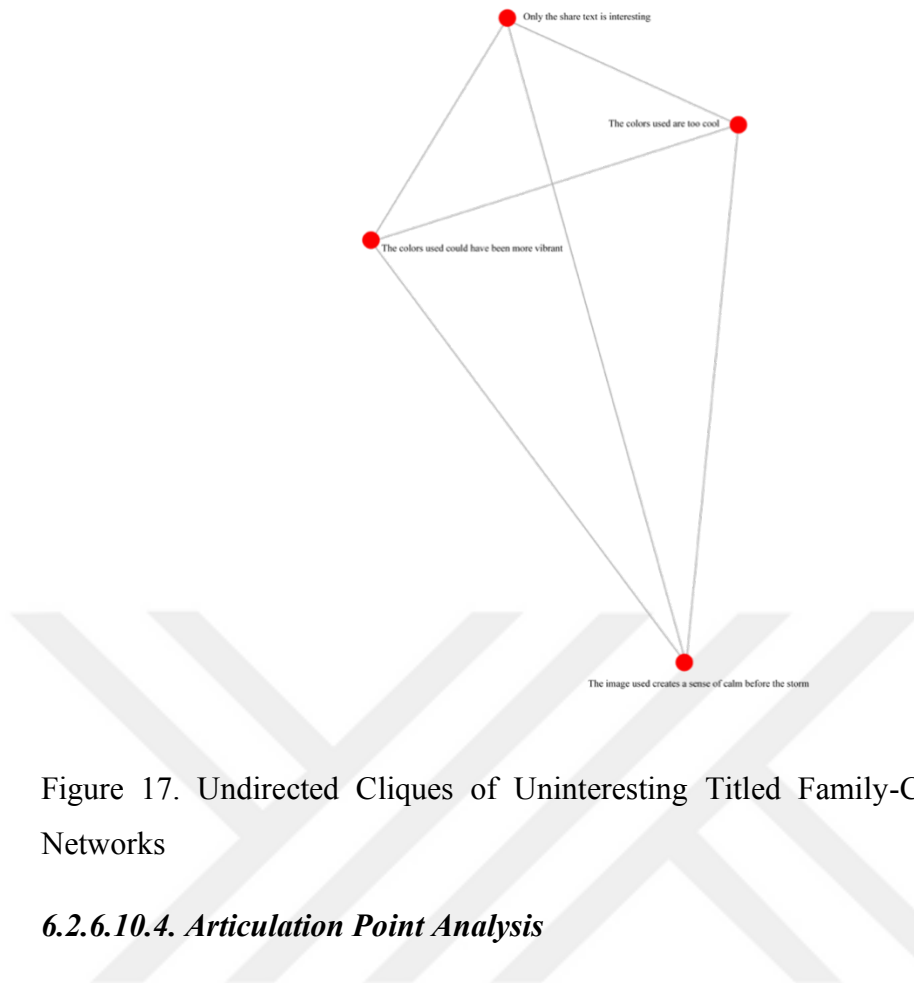 Only the share text is interesting
The colors used are too cool
The colors used could have been more vibrant
The image used creates a sense of calm before the storm
Figure 17. Undirected Cliques of Uninteresting Titled Family-
Networks
6.2.6.10.4. Articulation Point Analysis